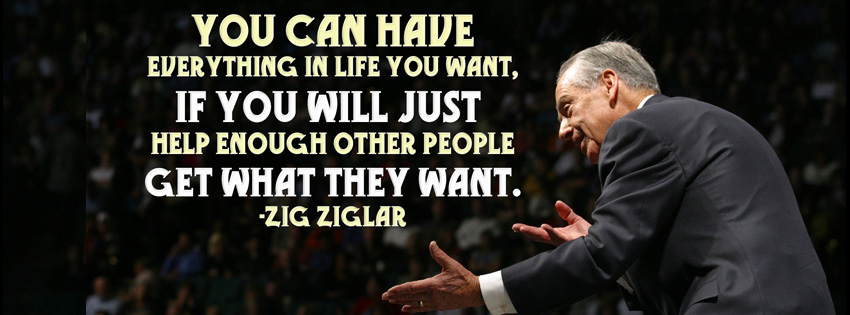 YOU CAN HAVE
EVERYTHING IN LIFE YOU WANT,
IF YOU WILL JUST
HELP ENOUGH OTHER PEOPLE
GET WHAT THEY WANT.
-ZIG ZIGLAR